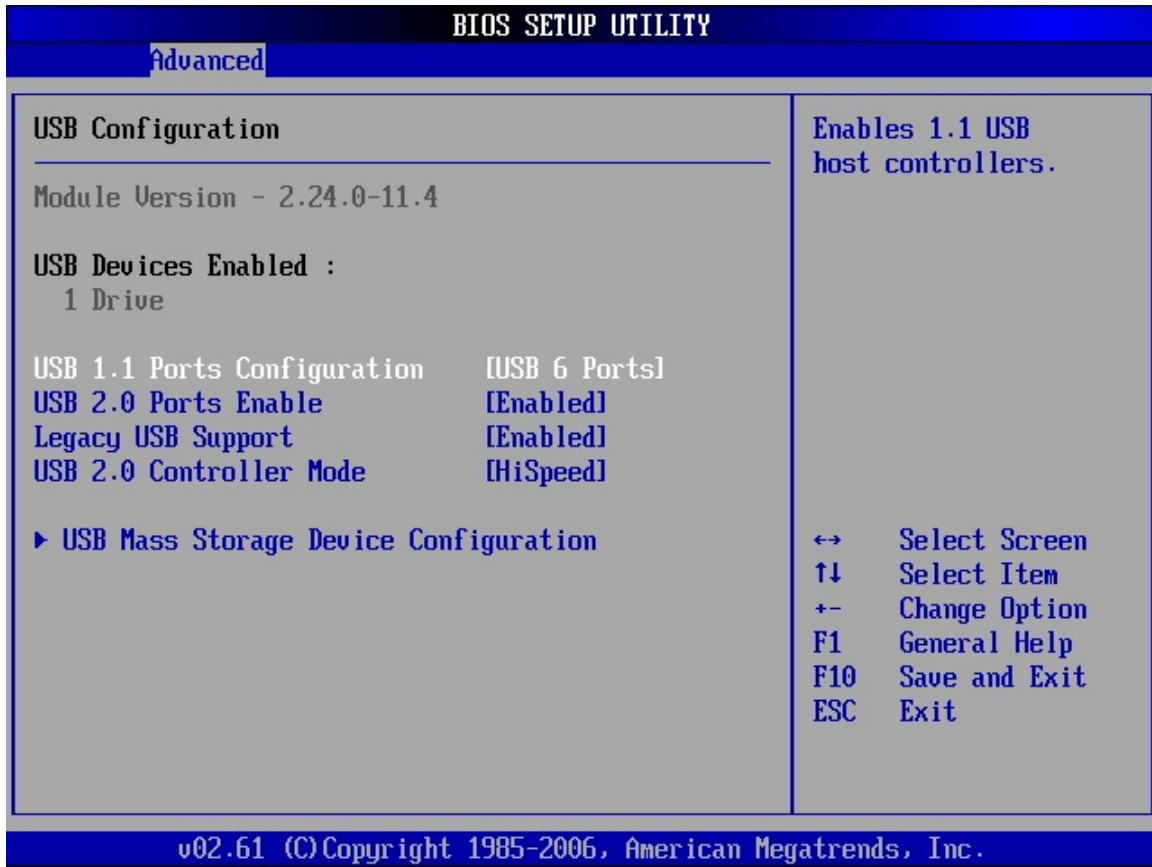 BIOS SETUP UTILITY
Advanced
USB Configuration
Module Version - 2.24.0-11.4
USB Devices Enabled :
1 Drive
USB 1.1 Ports Configuration [USB 6 Ports]
USB 2.0 Ports Enable [Enabled]
Legacy USB Support [Enabled]
USB 2.0 Controller Mode [HiSpeed]
▶ USB Mass Storage Device Configuration
Enables 1.1 USB
host controllers.
↔ Select Screen
↑↓ Select Item
+- Change Option
F1 General Help
F10 Save and Exit
ESC Exit
v02.61 (C)Copyright 1985-2006, American Megatrends, Inc.